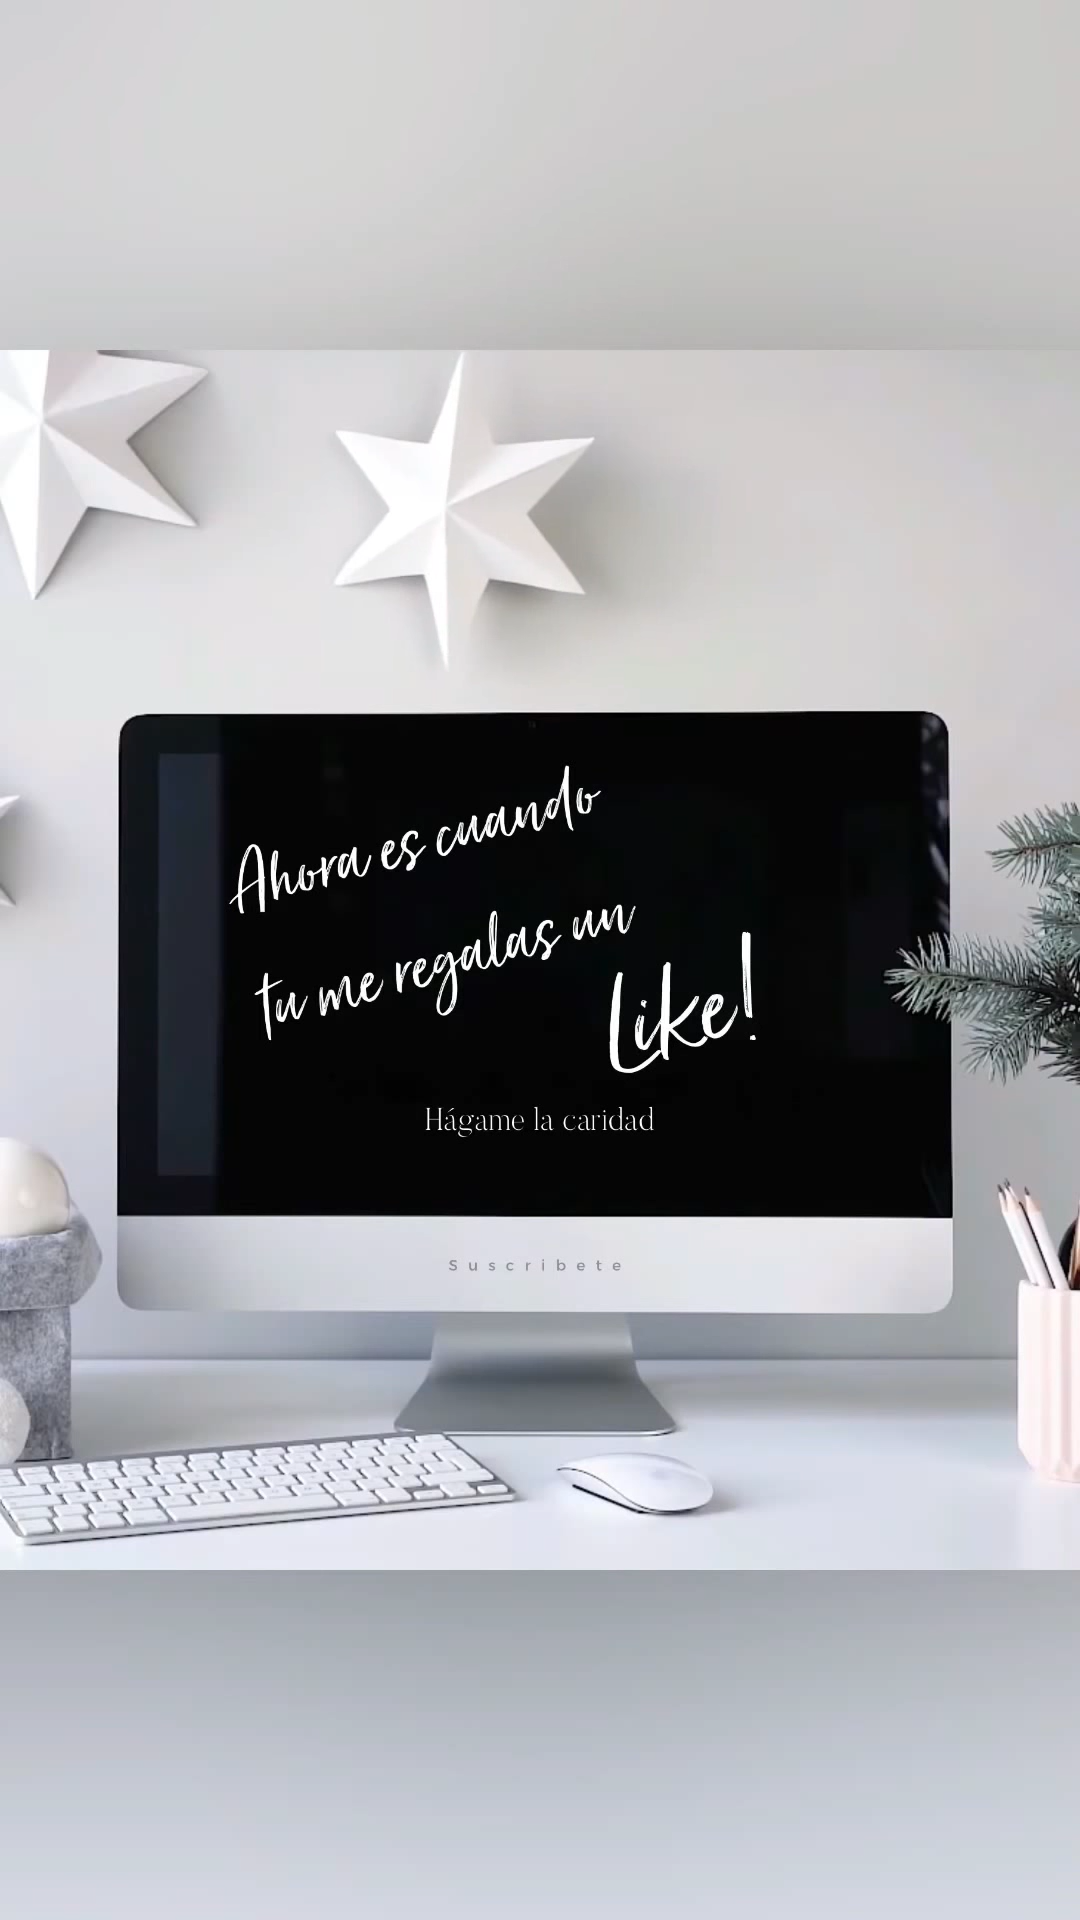 Ahora es cuando
tu me regalas un
Like!
Hágame la caridad
Suscribete